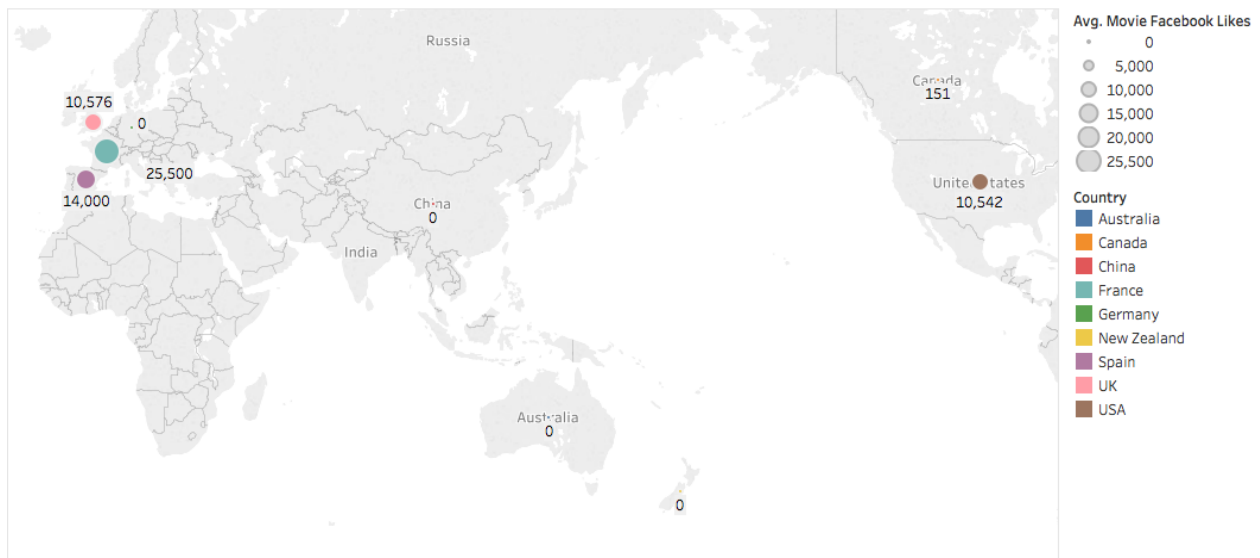 Russia
Canada
151
10,576
0
25,500
14,000
China
0
India
United States
10,542
Australia
0
0
Avg. Movie Facebook Likes
0
5,000
10,000
15,000
20,000
25,500
Country
Australia
Canada
China
France
Germany
New Zealand
Spain
UK
USA